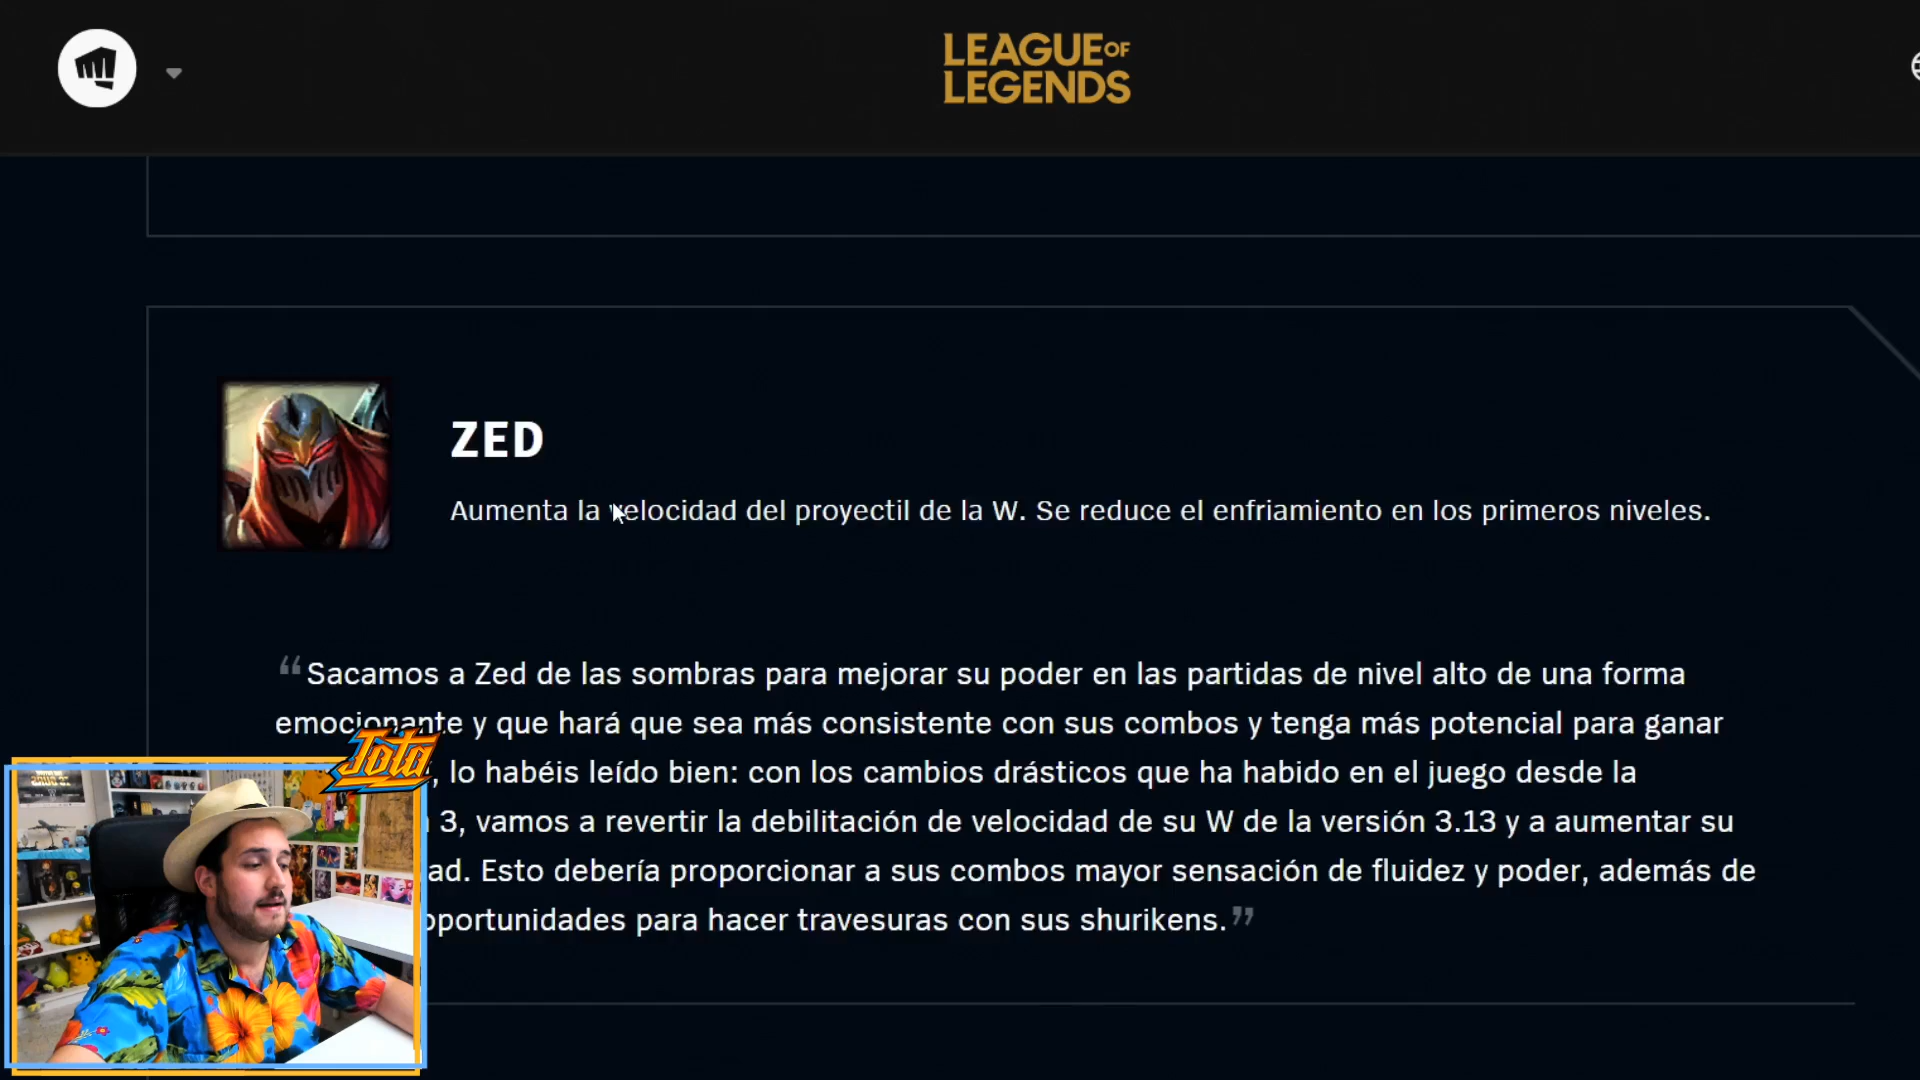 LEAGUE OF
LEGENDS
ZED
Aumenta la velocidad del proyectil de la W. Se reduce el enfriamiento en los primeros niveles.
“Sacamos a Zed de las sombras para mejorar su poder en las partidas de nivel alto de una forma
emocionante y que hará que sea más consistente con sus combos y tenga más potencial para ganar
, lo habéis leído bien: con los cambios drásticos que ha habido en el juego desde la
3, vamos a revertir la debilitación de velocidad de su W de la versión 3.13 y a aumentar su
ad. Esto debería proporcionar a sus combos mayor sensación de fluidez y poder, además de
oportunidades para hacer travesuras con sus shurikens.”
Jota